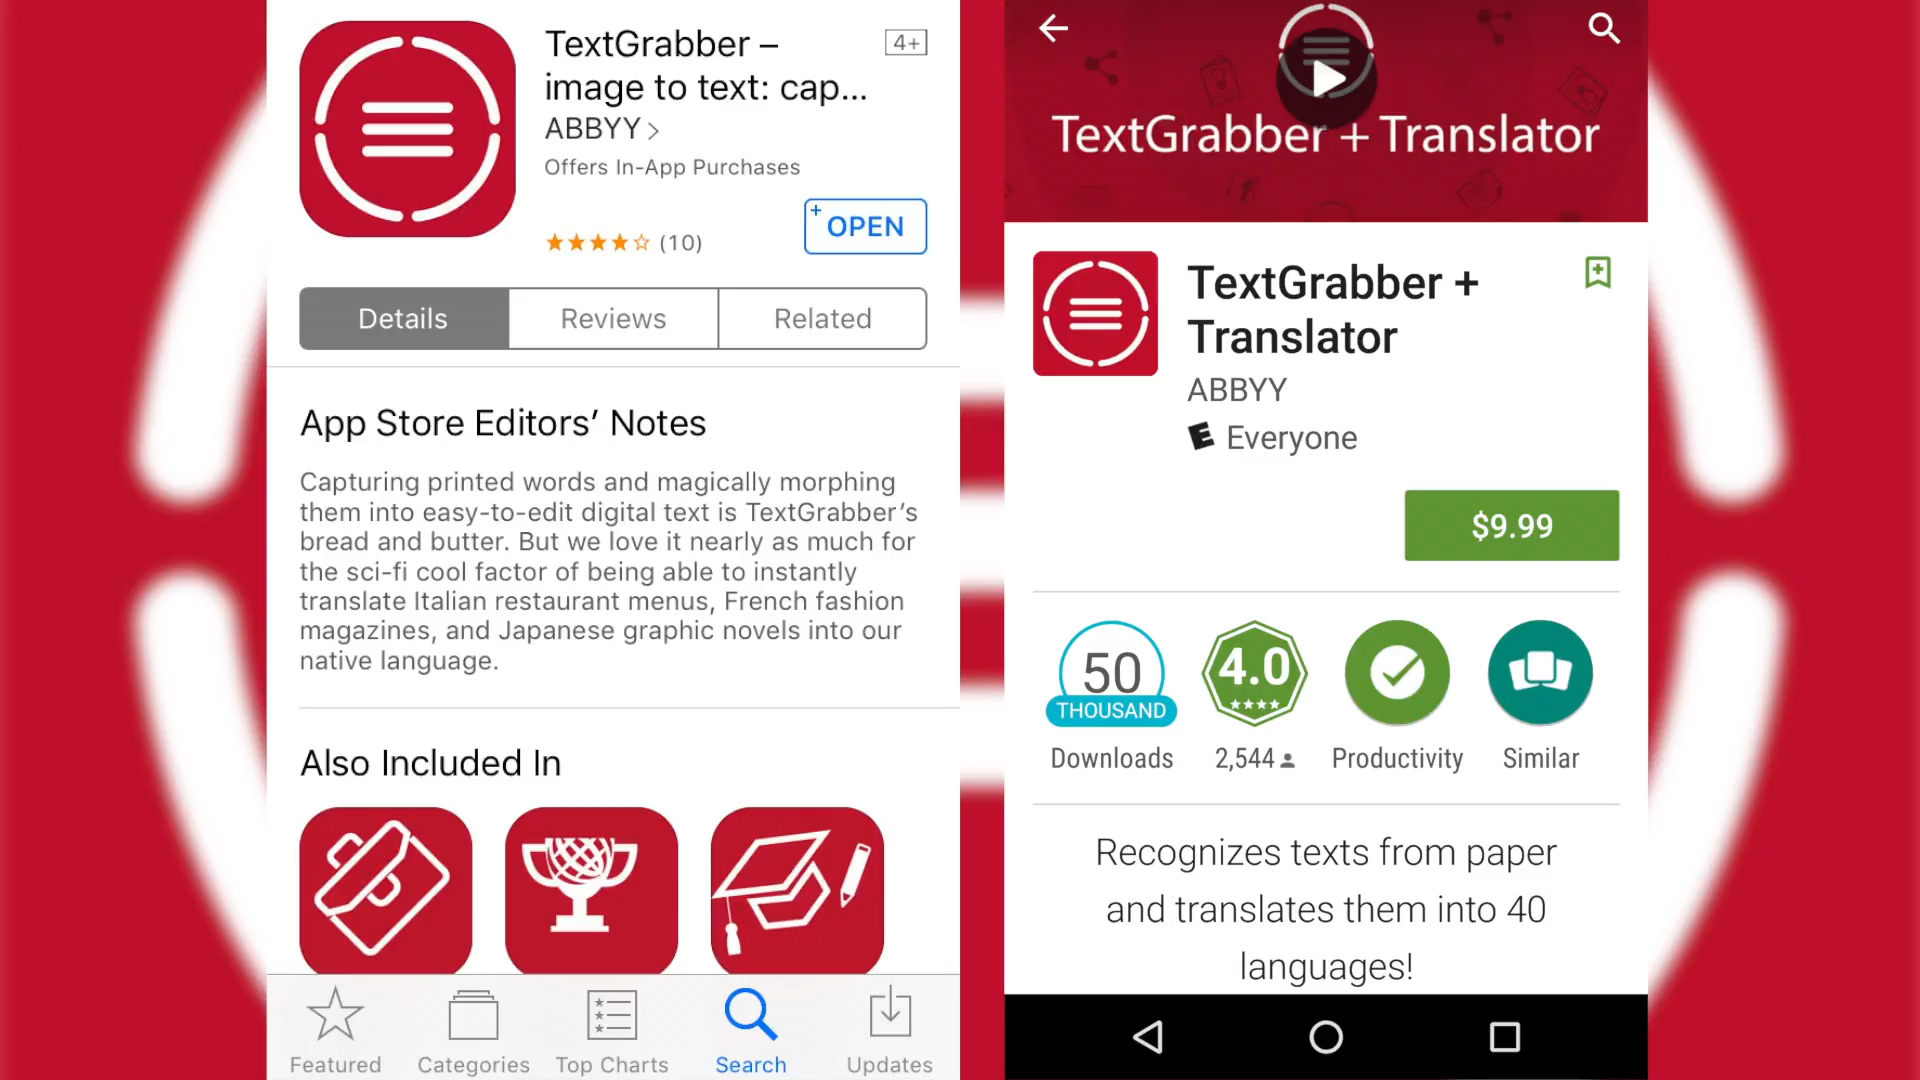 TextGrabber –
image to text: cap...
ABBYY
Offers In-App Purchases
(10)
4+
+ OPEN
Details
Reviews
Related
App Store Editors’ Notes
Capturing printed words and magically morphing
them into easy-to-edit digital text is TextGrabber’s
bread and butter. But we love it nearly as much for
the sci-fi cool factor of being able to instantly
translate Italian restaurant menus, French fashion
magazines, and Japanese graphic novels into our
native language.
Also Included In
Featured
Categories
Top Charts
Search
Updates
TextGrabber + Translator
TextGrabber +
Translator
ABBYY
E Everyone
$9.99
50
THOUSAND
Downloads
4.0
2,544
Productivity
Similar
Recognizes texts from paper
and translates them into 40
languages!